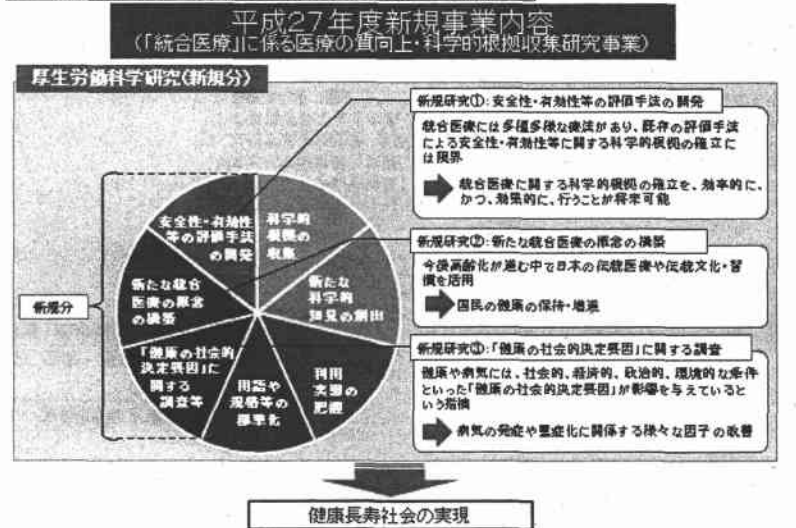 平成27年度新規事業内容
(「統合医療」に係る医療の質向上・科学的根拠収集研究事業)
厚生労働科学研究(新規分)
新規研究①:安全性・有効性等の評価手法の開発
統合医療には多種多様な療法があり、既存の評価手法
による安全性・有効性等に関する科学的根拠の確立に
は限界
統合医療に関する科学的根拠の確立を、効率的に、
かつ、効果的に、行うことが将来可能
新規研究②:新たな統合医療の概念の構築
今後高齢化が進む中で日本の伝統医療や伝統文化・習
慣を活用
国民の健康の保持・増進
新規研究③:「健康の社会的決定要因」に関する調査
健康や病気には、社会的、経済的、政治的、環境的な条件
といった「健康の社会的決定要因」が影響を与えていると
いう指摘
病気の発症や重症化に関係する様々な因子の改善
新規分
安全性・有効性
等の評価手法
の開発
科学的
根拠の
収集
新たな統合
医療の概念
の構築
新たな
科学的
知見の創出
「健康の社会的
決定要因」に
関する
調査等
用語や
規格等の
標準化
利用
実態の
把握
健康長寿社会の実現